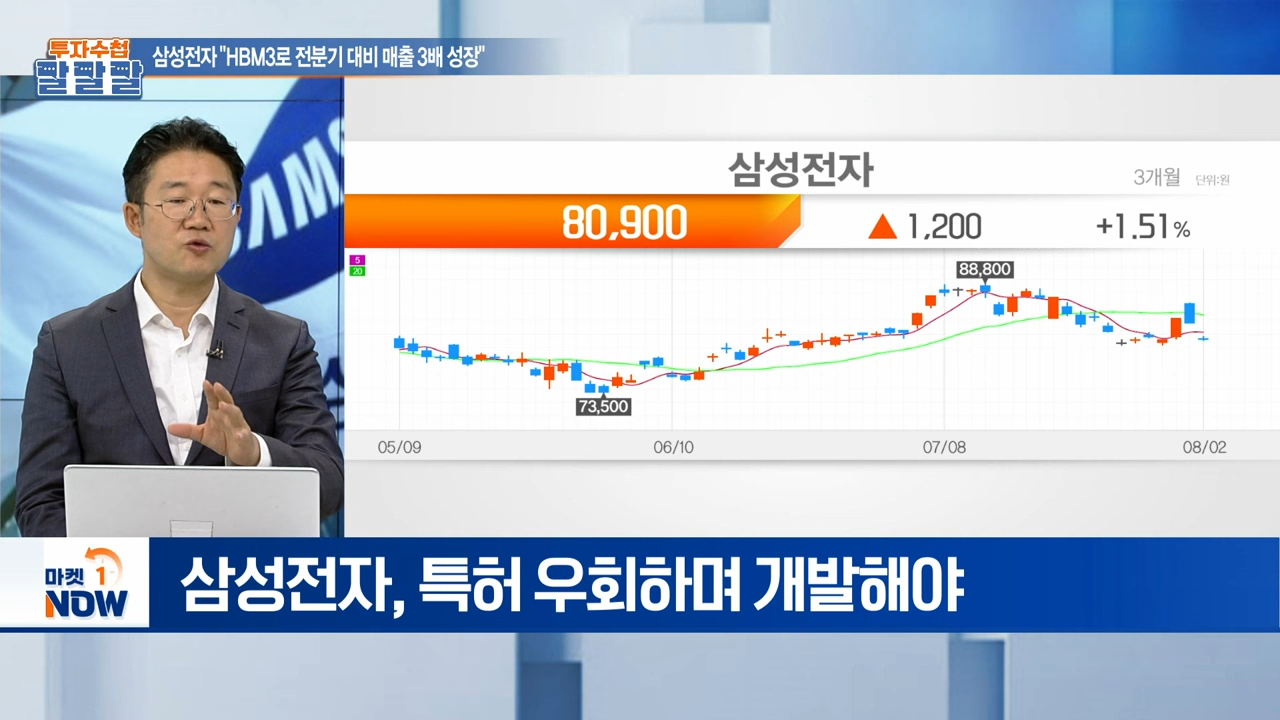 투자수첩
팔팔팔
삼성전자 "HBM3로 전분기 대비 매출 3배 성장"
SAMS
삼성전자
3개월 단위:원
80,900 ▲ 1,200 +1.51%
5
20
88,800
73,500
05/09 06/10 07/08 08/02
마켓 1
NOW
삼성전자, 특허 우회하며 개발해야